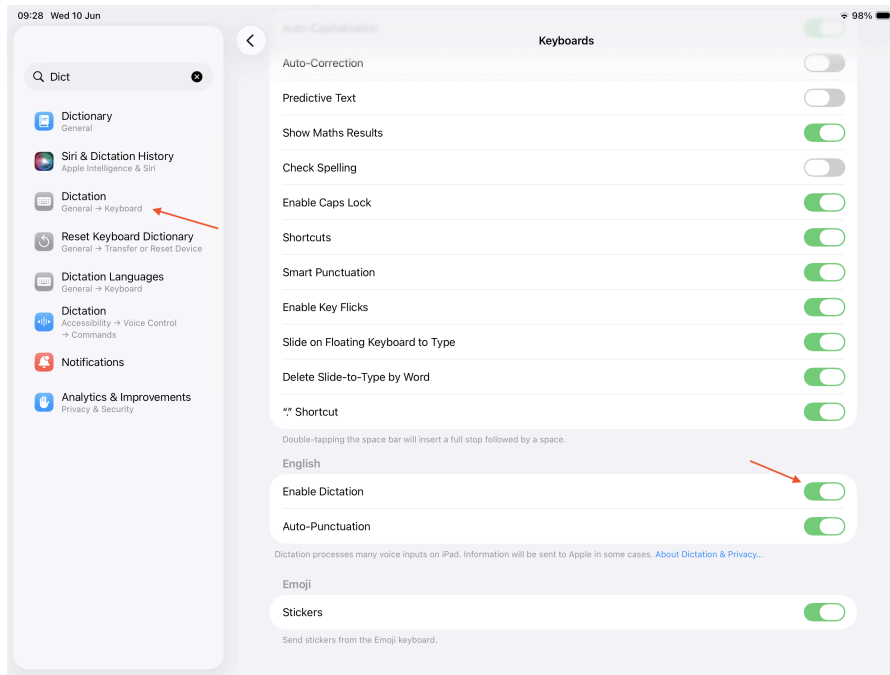 09:28 Wed 10 Jun
98%
Dict
Dictionary
General
Siri & Dictation History
Apple Intelligence & Siri
Dictation
General → Keyboard
Reset Keyboard Dictionary
General → Transfer or Reset Device
Dictation Languages
General → Keyboard
Dictation
Accessibility → Voice Control
→ Commands
Notifications
Analytics & Improvements
Privacy & Security
Auto-Capitalisation
Keyboards
Auto-Correction
Predictive Text
Show Maths Results
Check Spelling
Enable Caps Lock
Shortcuts
Smart Punctuation
Enable Key Flicks
Slide on Floating Keyboard to Type
Delete Slide-to-Type by Word
“.” Shortcut
Double-tapping the space bar will insert a full stop followed by a space.
English
Enable Dictation
Auto-Punctuation
Dictation processes many voice inputs on iPad. Information will be sent to Apple in some cases. About Dictation & Privacy...
Emoji
Stickers
Send stickers from the Emoji keyboard.